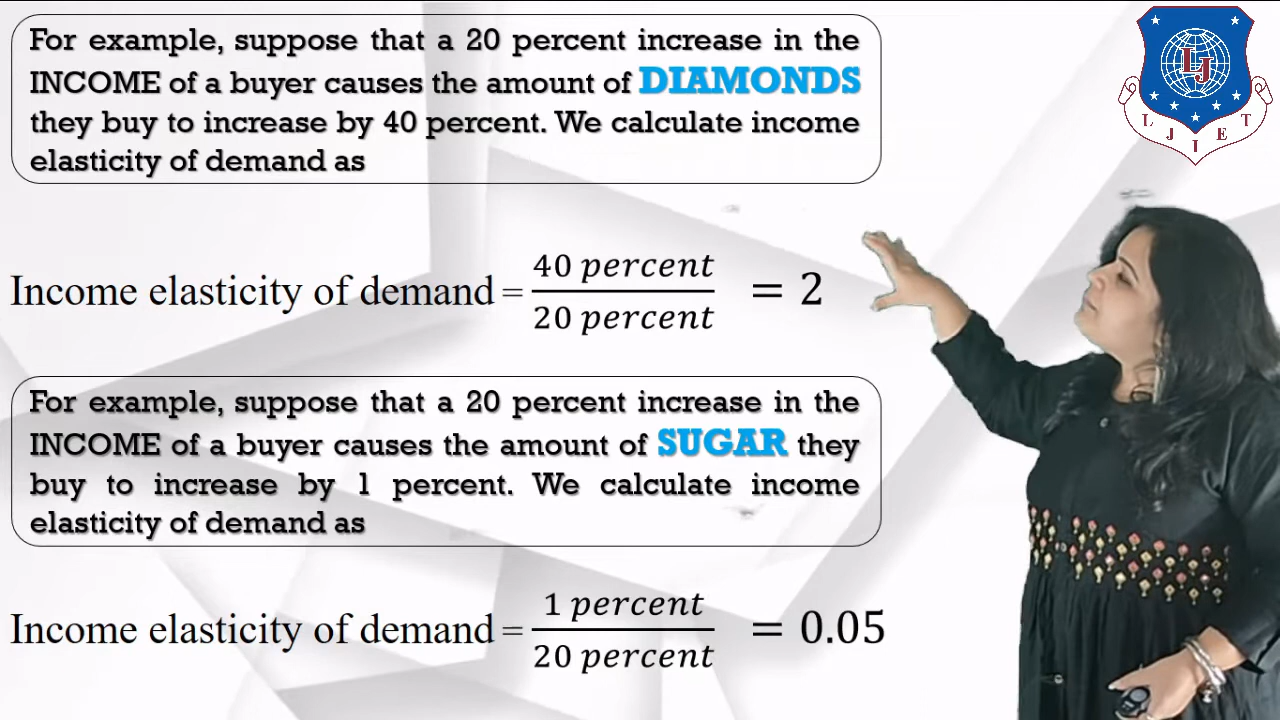 For example, suppose that a 20 percent increase in the
INCOME of a buyer causes the amount of DIAMONDS
they buy to increase by 40 percent. We calculate income
elasticity of demand as
Income elasticity of demand = 40 percent / 20 percent = 2
For example, suppose that a 20 percent increase in the
INCOME of a buyer causes the amount of SUGAR they
buy to increase by 1 percent. We calculate income
elasticity of demand as
Income elasticity of demand = 1 percent / 20 percent = 0.05
LJ
L J I E T